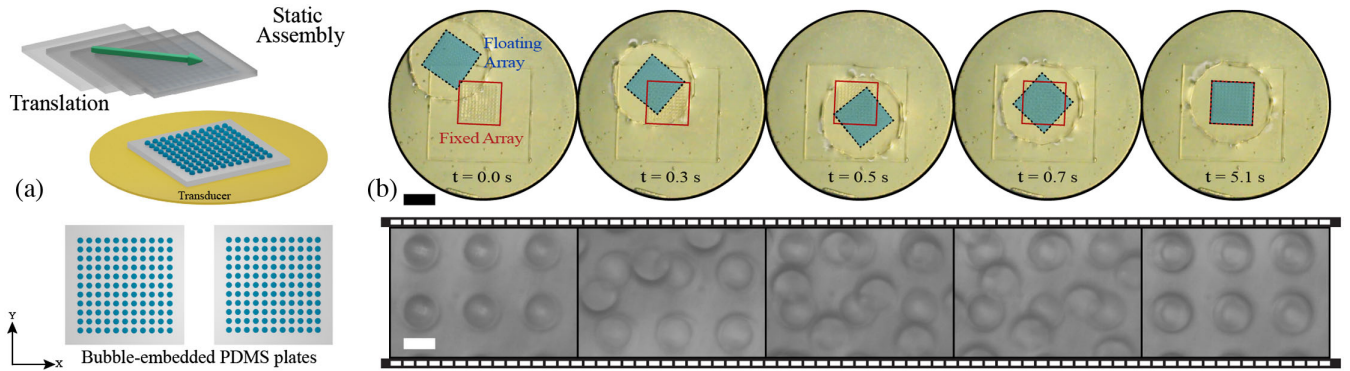 Static
Assembly
Translation
Transducer
(a)
Y
X
Bubble-embedded PDMS plates
(b)
Floating
Array
Fixed Array
t = 0.0 s
t = 0.3 s
t = 0.5 s
t = 0.7 s
t = 5.1 s